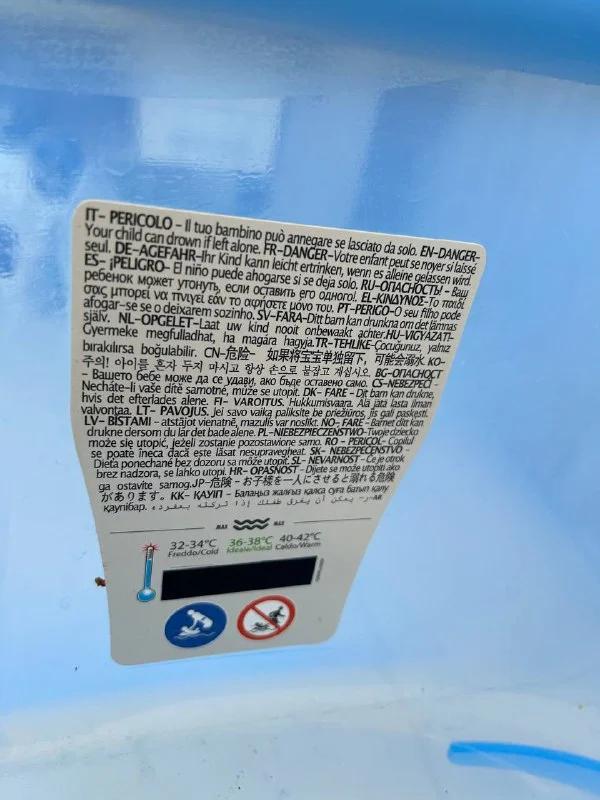 IT- PERICOLO - Il tuo bambino può annegare se lasciato da solo. EN-DANGER-
Your child can drown if left alone. FR-DANGER-Votre enfant peut se noyer si laissé
seul. DE-AGEFAHR-Ihr Kind kann leicht ertrinken, wenn es alleine gelassen wird.
ES- ¡PELIGRO- El niño puede ahogarse si se deja solo. RU-ОПАСНОСТЬ! - Ваш
ребенок может утонуть, если оставить его одного!. EL-ΚΙΝΔΥΝΟΣ-Το παιδί
σας μπορεί να πνιγεί εάν το αφήσετε μόνο του. PT-PERIGO-O seu filho pode
afogar-se se o deixarem sozinho. SV-FARA-Ditt barn kan drunkna om det lämnas
själv. NL-OPGELET-Laat uw kind nooit onbewaakt achter.HU-VIGYÁZAT!-
Gyermeke megfulladhat, ha magára hagyja.TR-TEHLİKE-Çocuğunuz, yalnız
bırakılırsa boğulabilir. CN-危险- 如果将宝宝单独留下，可能会溺水 KO-
주의! 아이를 혼자 두지 마시고 항상 손으로 붙잡고 계십시오. BG-ОПАСНОСТ
- Вашето бебе може да се удави, ако бъде оставено само. CS-NEBEZPEČÍ -
Necháte-li vaše dítě samotné, může se utopit. DK- FARE - Dit barn kan drukne,
hvis det efterlades alene. FI- VAROITUS. Hukkumisvaara. Älä jätä lasta ilman
valvontaa. LT- PAVOJUS. Jei savo vaiką paliksite be priežiūros, jis gali paskęsti.
LV- BĪSTAMI - atstājot vienatnē, mazulis var noslīkt. NO- FARE - Barnet ditt kan
drukne dersom du lar det bade alene. PL-NIEBEZPIECZEŃSTWO-Twoje dziecko
może się utopić, jeżeli zostanie pozostawione samo. RO - PERICOL- Copilul
se poate îneca dacă este lăsat nesupravegheat. SK- NEBEZPEČENSTVO -
Dieťa ponechané bez dozoru sa môže utopiť. SL- NEVARNOST - Če je otrok
brez nadzora, se lahko utopi. HR- OPASNOST - Dijete se može utopiti ako
ga ostavite samog.JP-危険 - お子様を一人にさせると溺れる危険
があります。 KK- ҚАУІП - Балаңыз жалғыз қалса суға батып қалу
қаупібар. AR-خطر- يمكن أن يغرق طفلك إذا تركته بمفرده.
MAX MAX
32-34°C 36-38°C 40-42°C
Freddo/Cold Ideale/Ideal Caldo/Warm